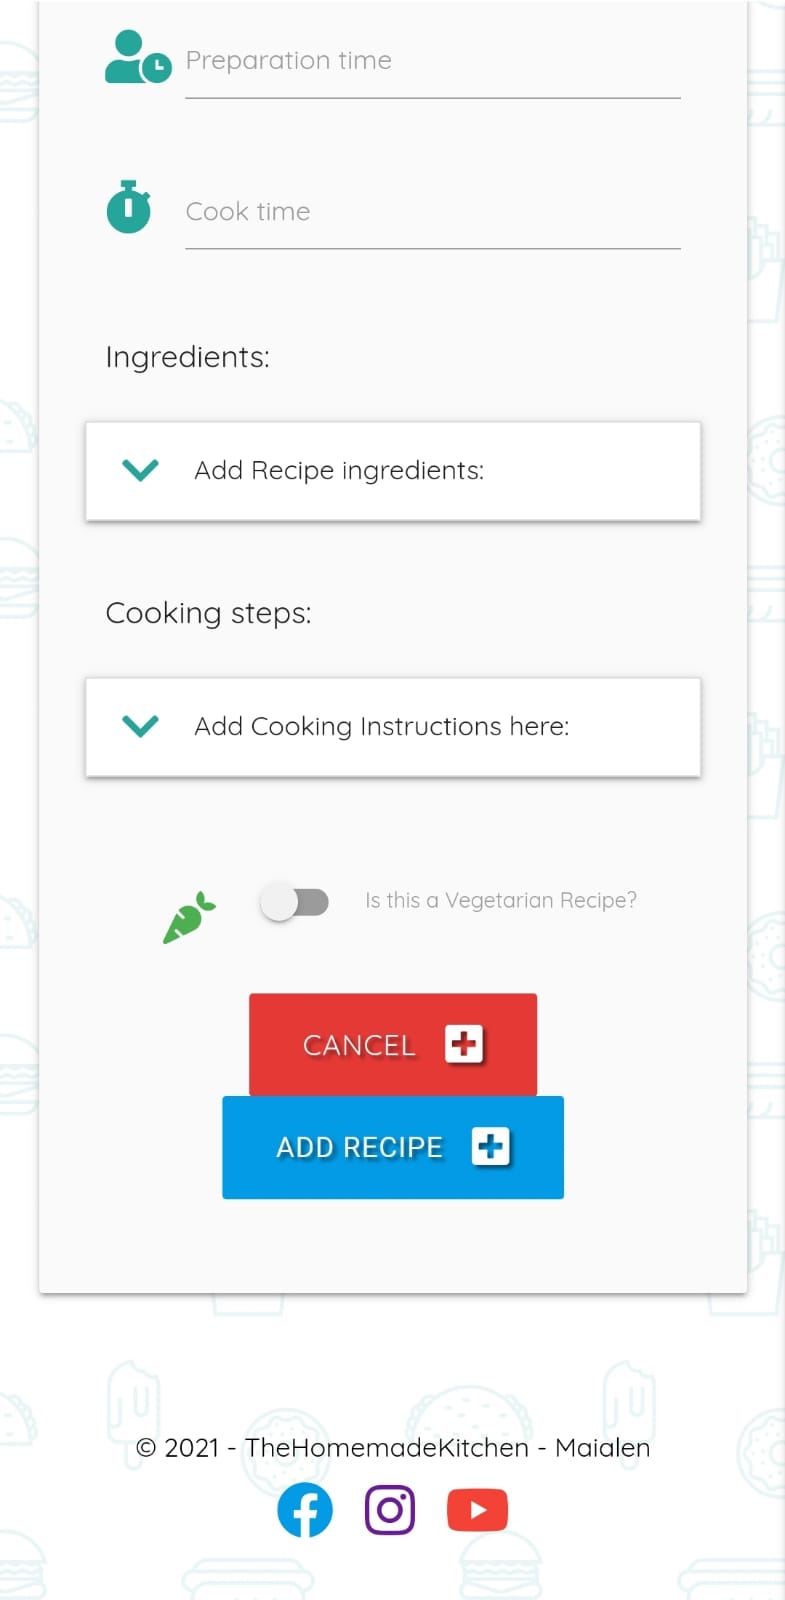 Preparation time
Cook time
Ingredients:
Add Recipe ingredients:
Cooking steps:
Add Cooking Instructions here:
Is this a Vegetarian Recipe?
CANCEL
ADD RECIPE
© 2021 - TheHomemadeKitchen - Maialen